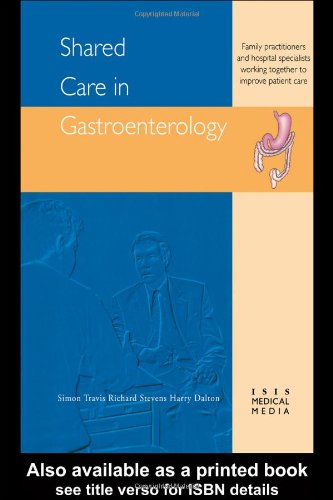 Shared
Care in
Gastroenterology
Family practitioners
and hospital specialists
working together to
improve patient care
Simon Travis Richard Stevens Harry Dalton
ISIS
MEDICAL
MEDIA
Also available as a printed book
see title verso for ISBN details